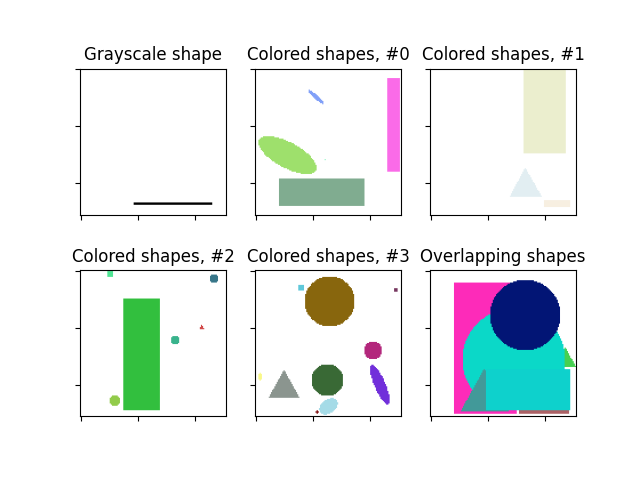 Grayscale shape
Colored shapes, #0
Colored shapes, #1
Colored shapes, #2
Colored shapes, #3
Overlapping shapes